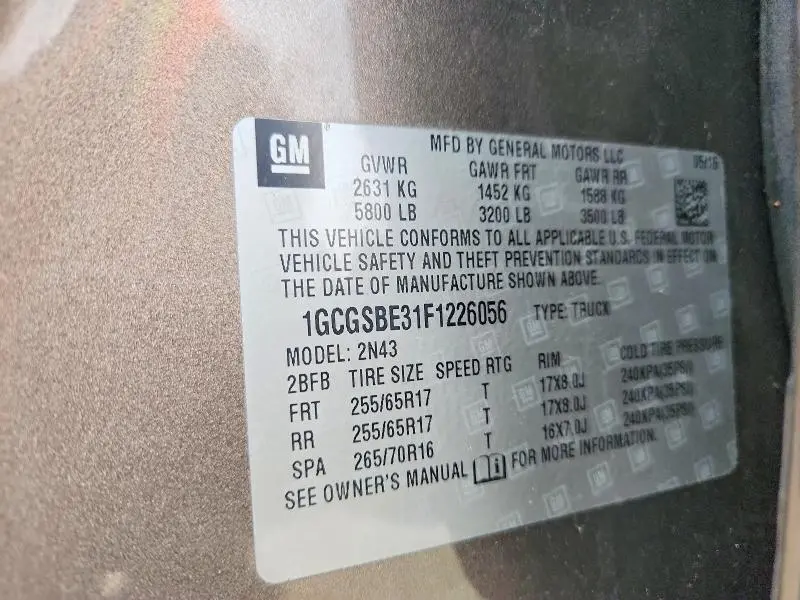 GM
MFD BY GENERAL MOTORS LLC 05/15
GVWR GAWR FRT GAWR RR
2631 KG 1452 KG 1588 KG
5800 LB 3200 LB 3500 LB
THIS VEHICLE CONFORMS TO ALL APPLICABLE U.S. FEDERAL MOTOR
VEHICLE SAFETY AND THEFT PREVENTION STANDARDS IN EFFECT ON
THE DATE OF MANUFACTURE SHOWN ABOVE.
1GCGSBE31F1226056 TYPE: TRUCK
MODEL: 2N43
2BFB TIRE SIZE SPEED RTG RIM COLD TIRE PRESSURE
FRT 255/65R17 T 17X8.0J 240KPA(35PSI)
RR 255/65R17 T 17X8.0J 240KPA(35PSI)
SPA 265/70R16 T 16X7.0J 240KPA(35PSI)
SEE OWNER'S MANUAL FOR MORE INFORMATION.